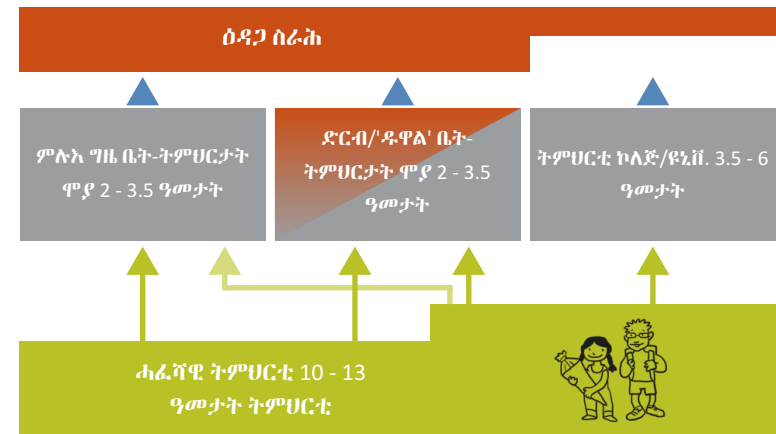 ዕዳጋ ስራሕ
ምሉእ ግዜ ቤት-ትምህርታት
ሞያ 2 - 3.5 ዓመታት
ድርብ/'ዱዋል' ቤት-
ትምህርታት ሞያ 2 - 3.5
ዓመታት
ትምህርቲ ኮለጅ/ዩኒቨ. 3.5 - 6
ዓመታት
ሓፈሻዊ ትምህርቲ 10 - 13
ዓመታት ትምህርቲ